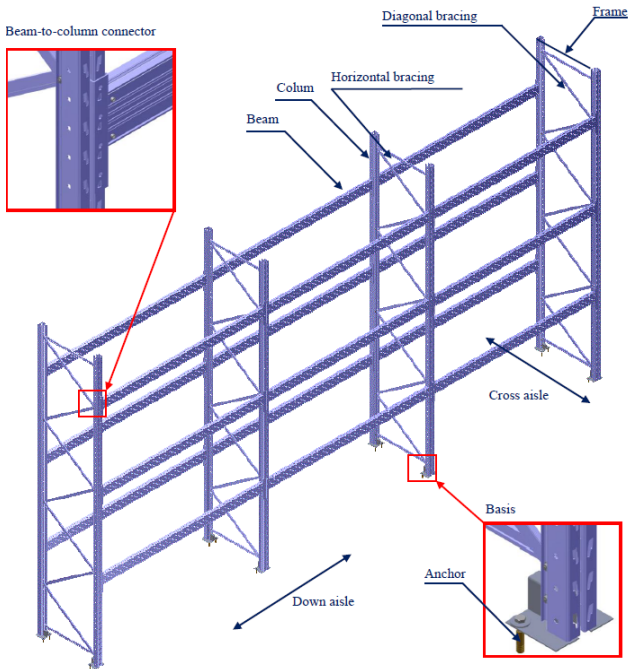 Beam-to-column connector
Diagonal bracing
Frame
Horizontal bracing
Colum
Beam
Cross aisle
Basis
Anchor
Down aisle